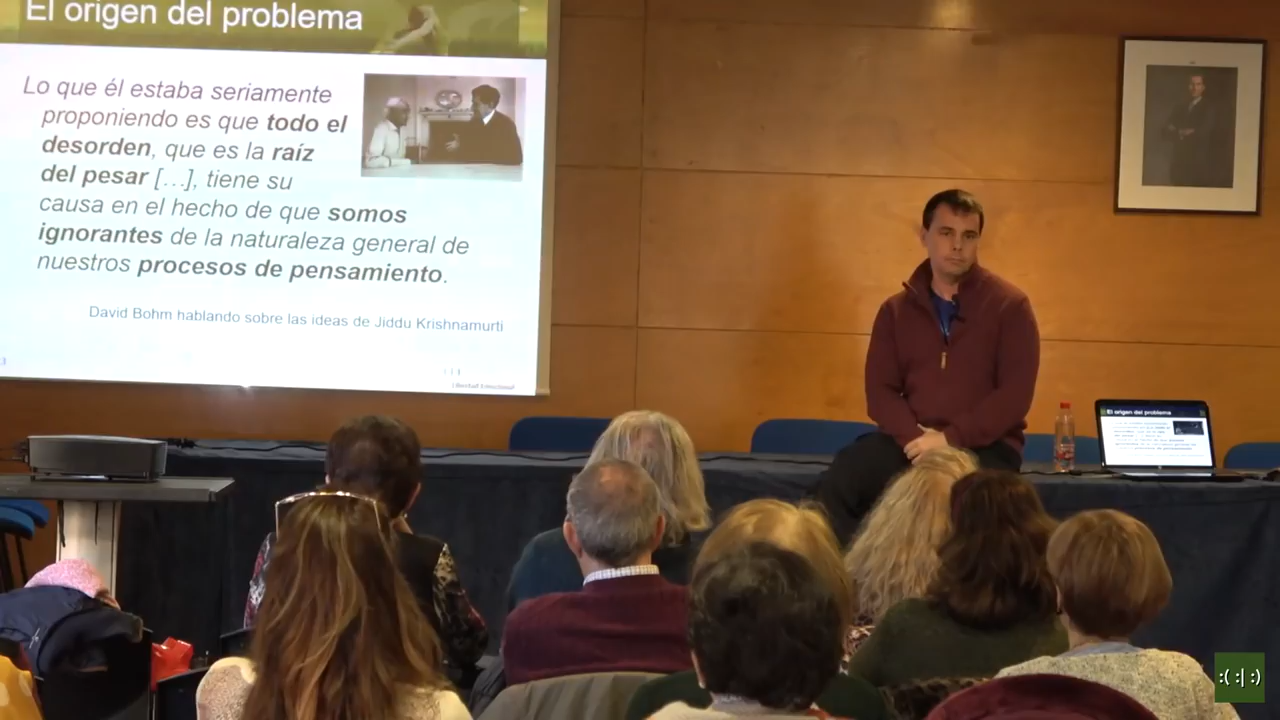 El origen del problema
Lo que él estaba seriamente
proponiendo es que todo el
desorden, que es la raíz
del pesar […], tiene su
causa en el hecho de que somos
ignorantes de la naturaleza general de
nuestros procesos de pensamiento.
David Bohm hablando sobre las ideas de Jiddu Krishnamurti
El origen del problema
:( :| :)